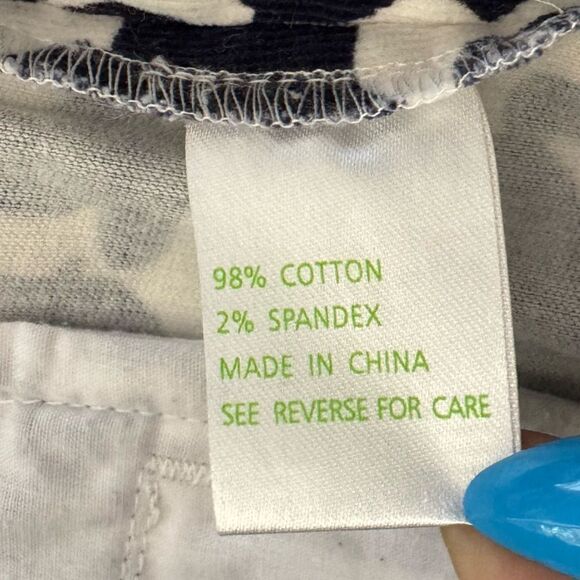 98% COTTON
2% SPANDEX
MADE IN CHINA
SEE REVERSE FOR CARE